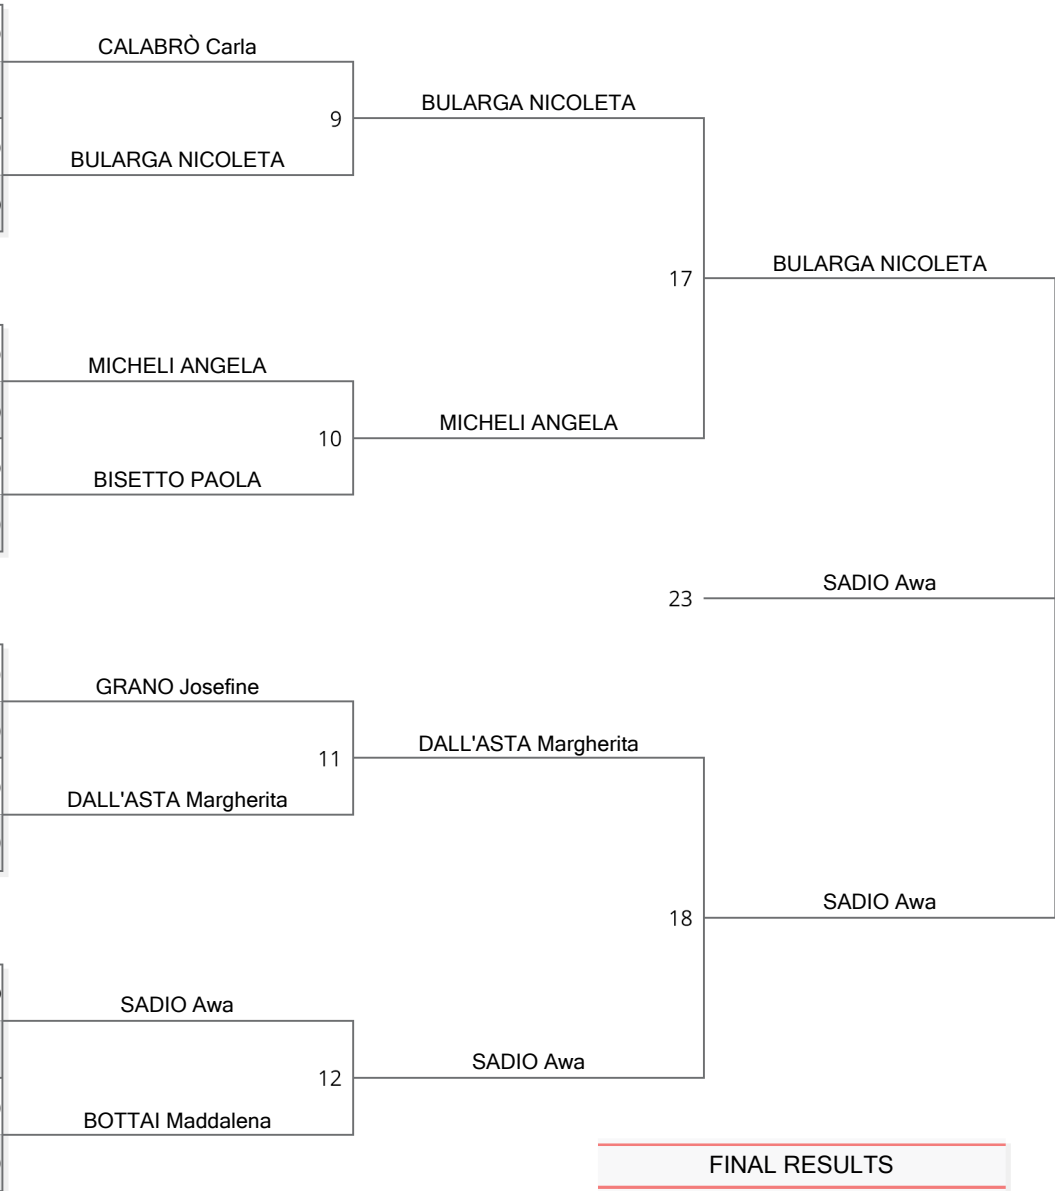 CALABRÒ Carla
BULARGA NICOLETA
9
BULARGA NICOLETA
BULARGA NICOLETA
17
MICHELI ANGELA
MICHELI ANGELA
10
BISETTO PAOLA
SADIO Awa
23
GRANO Josefine
DALL'ASTA Margherita
11
DALL'ASTA Margherita
SADIO Awa
18
SADIO Awa
SADIO Awa
12
BOTTAI Maddalena
FINAL RESULTS